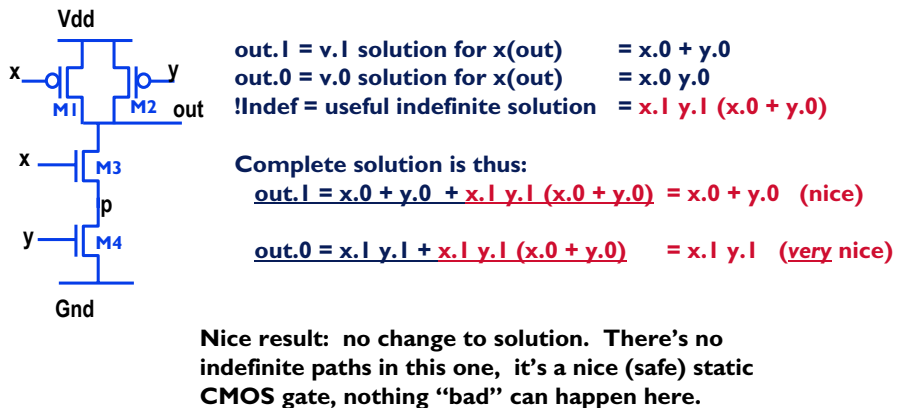 Vdd
x
y
M1
M2
out
x
M3
p
y
M4
Gnd
out.1 = v.1 solution for x(out) = x.0 + y.0
out.0 = v.0 solution for x(out) = x.0 y.0
!Indef = useful indefinite solution = x.1 y.1 (x.0 + y.0)
Complete solution is thus:
out.1 = x.0 + y.0 + x.1 y.1 (x.0 + y.0) = x.0 + y.0 (nice)
out.0 = x.1 y.1 + x.1 y.1 (x.0 + y.0) = x.1 y.1 (very nice)
Nice result: no change to solution. There's no
indefinite paths in this one, it's a nice (safe) static
CMOS gate, nothing “bad” can happen here.